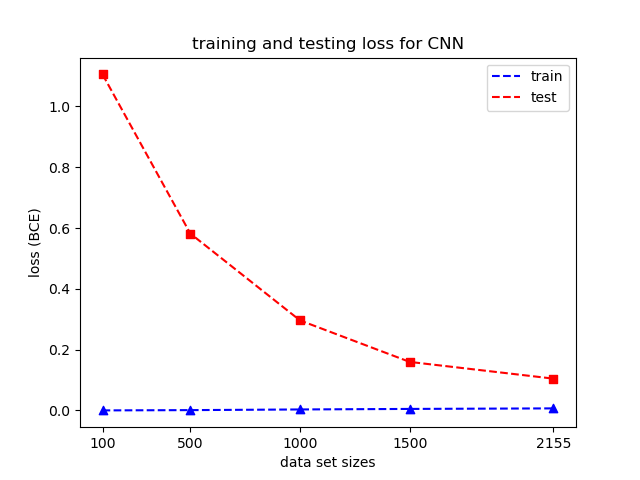 training and testing loss for CNN
train
test
1.0
0.8
0.6
0.4
0.2
0.0
loss (BCE)
100 500 1000 1500 2155
data set sizes